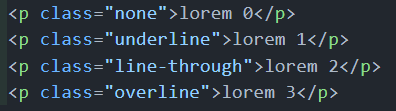 <p class="none">lorem 0</p>
<p class="underline">lorem 1</p>
<p class="line-through">lorem 2</p>
<p class="overline">lorem 3</p>